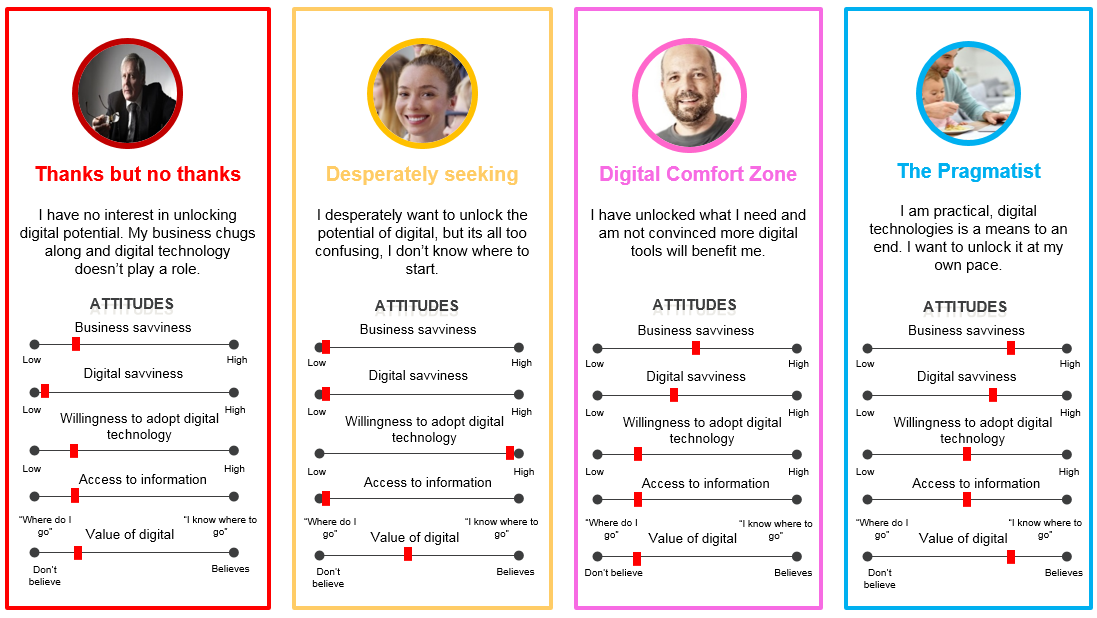 Thanks but no thanks
I have no interest in unlocking
digital potential. My business chugs
along and digital technology
doesn’t play a role.
ATTITUDES
Business savviness
Low
High
Digital savviness
Low
High
Willingness to adopt digital
technology
Low
High
Access to information
“Where do I
go”
“I know where to
go”
Value of digital
Don’t
believe
Believes
Desperately seeking
I desperately want to unlock the
potential of digital, but its all too
confusing, I don’t know where to
start.
ATTITUDES
Business savviness
Low
High
Digital savviness
Low
High
Willingness to adopt digital
technology
Low
High
Access to information
“Where do I
go”
“I know where to
go”
Value of digital
Don’t
believe
Believes
Digital Comfort Zone
I have unlocked what I need and
am not convinced more digital
tools will benefit me.
ATTITUDES
Business savviness
Low
High
Digital savviness
Low
High
Willingness to adopt digital
technology
Low
High
Access to information
“Where do I
go”
“I know where to
go”
Value of digital
Don’t believe
Believes
The Pragmatist
I am practical, digital
technologies is a means to an
end. I want to unlock it at my
own pace.
ATTITUDES
Business savviness
Low
High
Digital savviness
Low
High
Willingness to adopt digital
technology
Low
High
Access to information
“Where do I
go”
“I know where to
go”
Value of digital
Don’t
believe
Believes